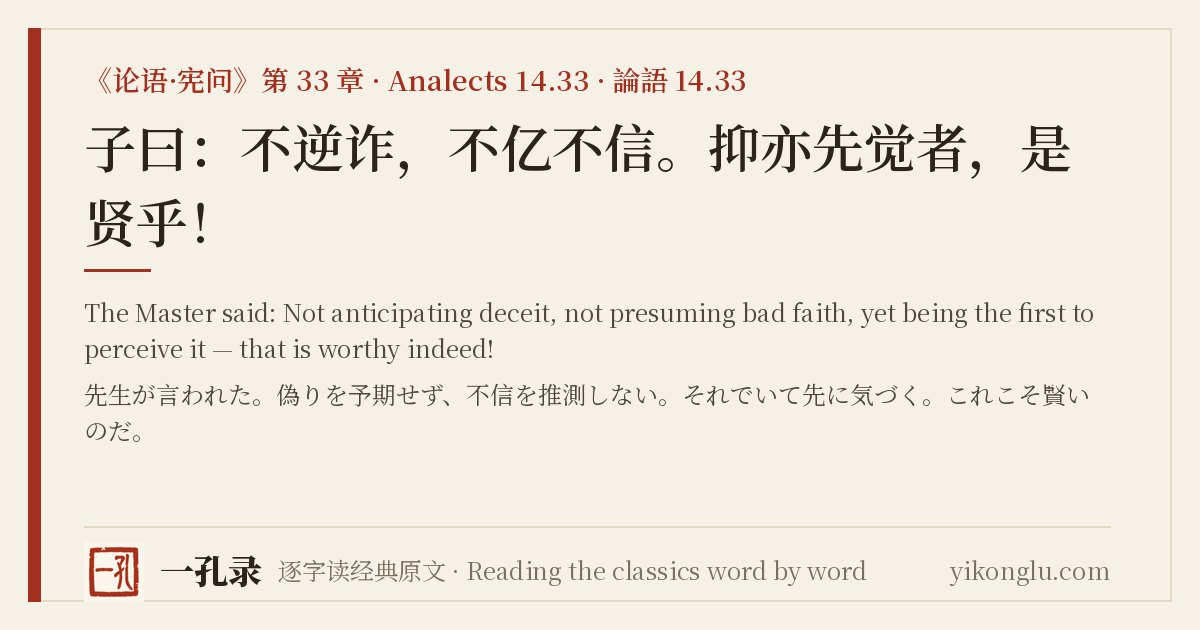 《论语·宪问》第 33 章 · Analects 14.33 · 論語 14.33
子曰：不逆诈，不亿不信。抑亦先觉者，是
贤乎！
The Master said: Not anticipating deceit, not presuming bad faith, yet being the first to
perceive it — that is worthy indeed!
先生が言われた。偽りを予期せず、不信を推測しない。それでいて先に気づく。これこそ賢い
のだ。
一孔
一孔录 逐字读经典原文 · Reading the classics word by word yikonglu.com